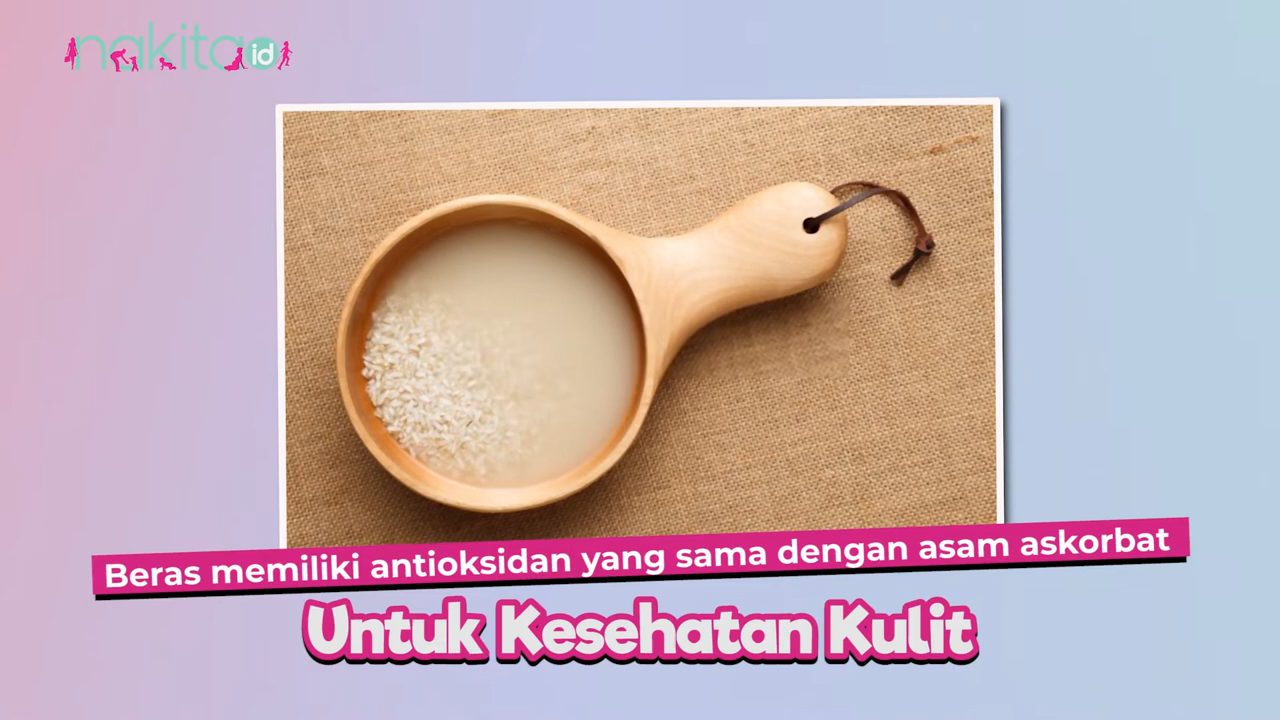 nakita id
Beras memiliki antioksidan yang sama dengan asam askorbat
Untuk Kesehatan Kulit